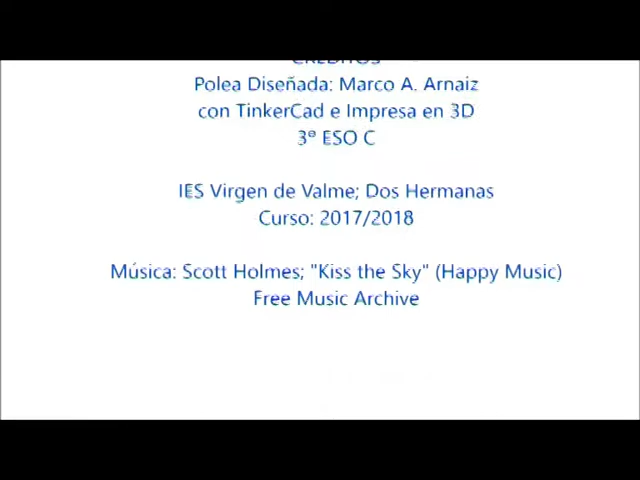 CRÉDITOS
Polea Diseñada: Marco A. Arnaiz
con TinkerCad e Impresa en 3D
3º ESO C
IES Virgen de Valme; Dos Hermanas
Curso: 2017/2018
Música: Scott Holmes; "Kiss the Sky" (Happy Music)
Free Music Archive